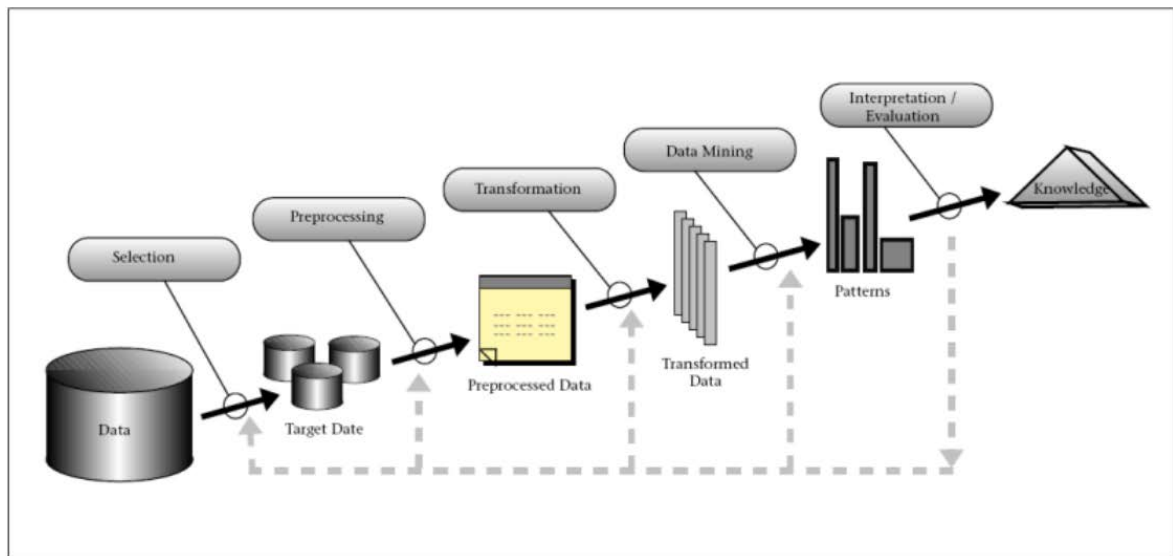 Interpretation /
Evaluation
Data Mining
Transformation
Preprocessing
Selection
Knowledge
Patterns
Transformed
Data
Preprocessed Data
Target Date
Data